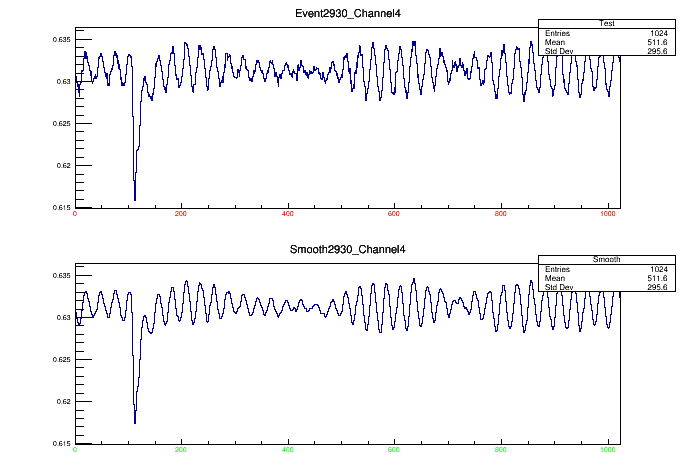 Event2930_Channel4
Test
Entries 1024
Mean 511.6
Std Dev 295.6
0.635
0.63
0.625
0.62
0.615
0 200 400 600 800 1000
Smooth2930_Channel4
Smooth
Entries 1024
Mean 511.6
Std Dev 295.6
0.635
0.63
0.625
0.62
0.615
0 200 400 600 800 1000